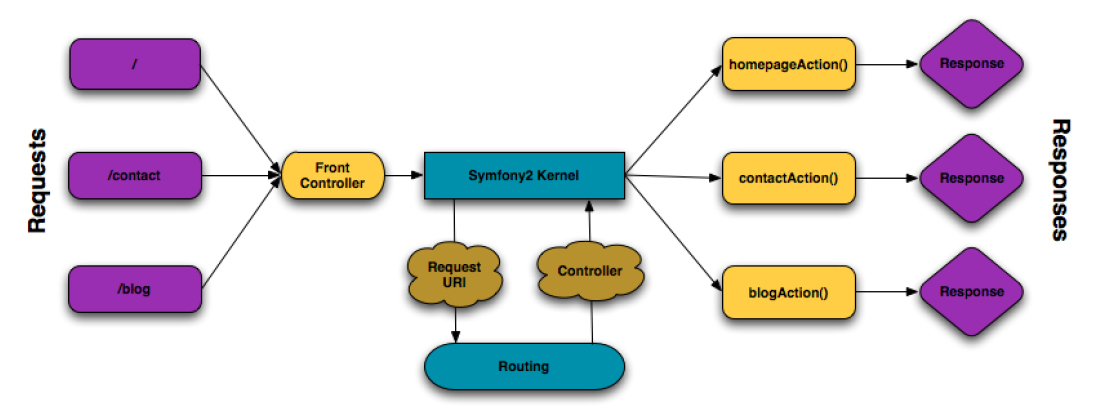 Requests
/
/contact
/blog
Front
Controller
Symfony2 Kernel
Request
URI
Controller
Routing
homepageAction()
contactAction()
blogAction()
Response
Response
Response
Responses